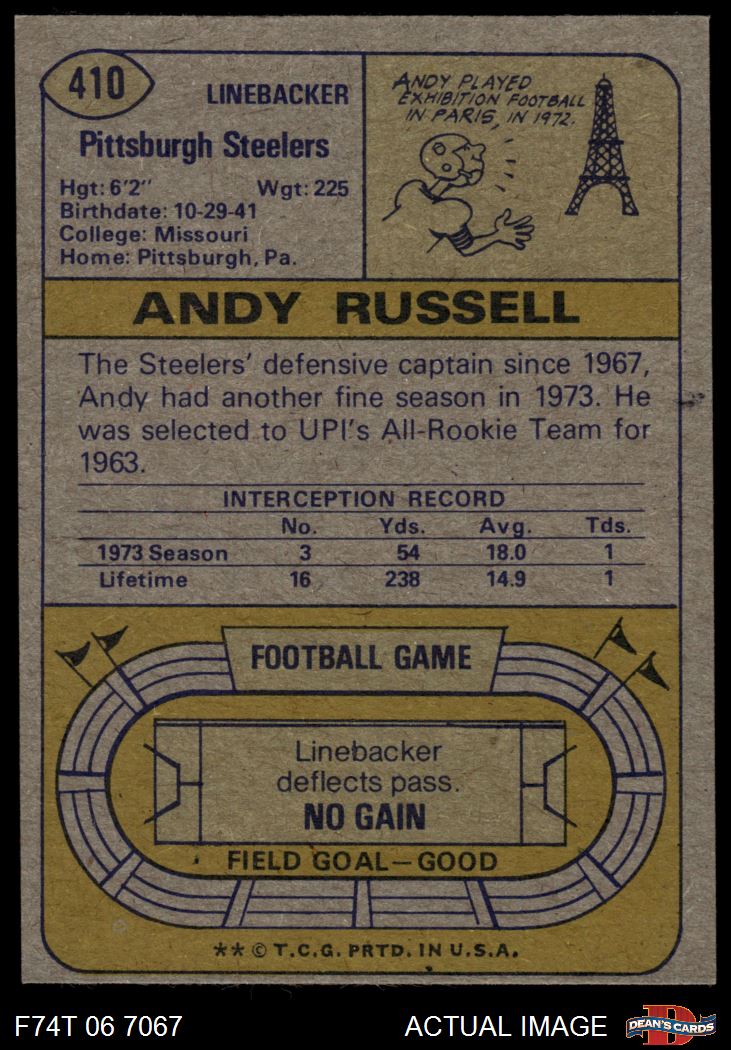 410
LINEBACKER
Pittsburgh Steelers
Hgt: 6'2" Wgt: 225
Birthdate: 10-29-41
College: Missouri
Home: Pittsburgh, Pa.
ANDY PLAYED
EXHIBITION FOOTBALL
IN PARIS, IN 1972.
ANDY RUSSELL
The Steelers' defensive captain since 1967,
Andy had another fine season in 1973. He
was selected to UPI's All-Rookie Team for
1963.
INTERCEPTION RECORD
No. Yds. Avg. Tds.
1973 Season 3 54 18.0 1
Lifetime 16 238 14.9 1
FOOTBALL GAME
Linebacker
deflects pass.
NO GAIN
FIELD GOAL—GOOD
** © T.C.G. PRTD. IN U.S.A.
F74T 06 7067 ACTUAL IMAGE
DEAN'S CARDS